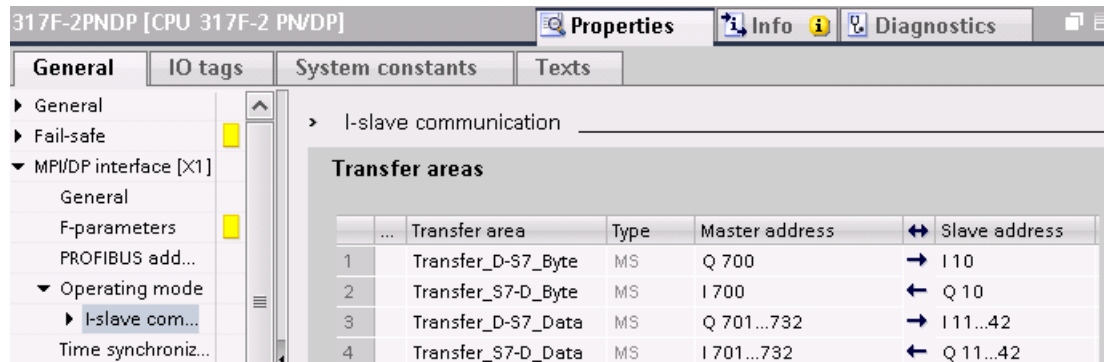 317F-2PNDP [CPU 317F-2 PN/DP]
Properties Info Diagnostics
General IO tags System constants Texts
General
Fail-safe
MPI/DP interface [X1]
General
F-parameters
PROFIBUS add...
Operating mode
I-slave com...
Time synchroniz...
I-slave communication
Transfer areas
... Transfer area Type Master address ↔ Slave address
1 Transfer_D-S7_Byte MS Q 700 → I 10
2 Transfer_S7-D_Byte MS I 700 ← Q 10
3 Transfer_D-S7_Data MS Q 701...732 → I 11...42
4 Transfer_S7-D_Data MS I 701...732 ← Q 11...42